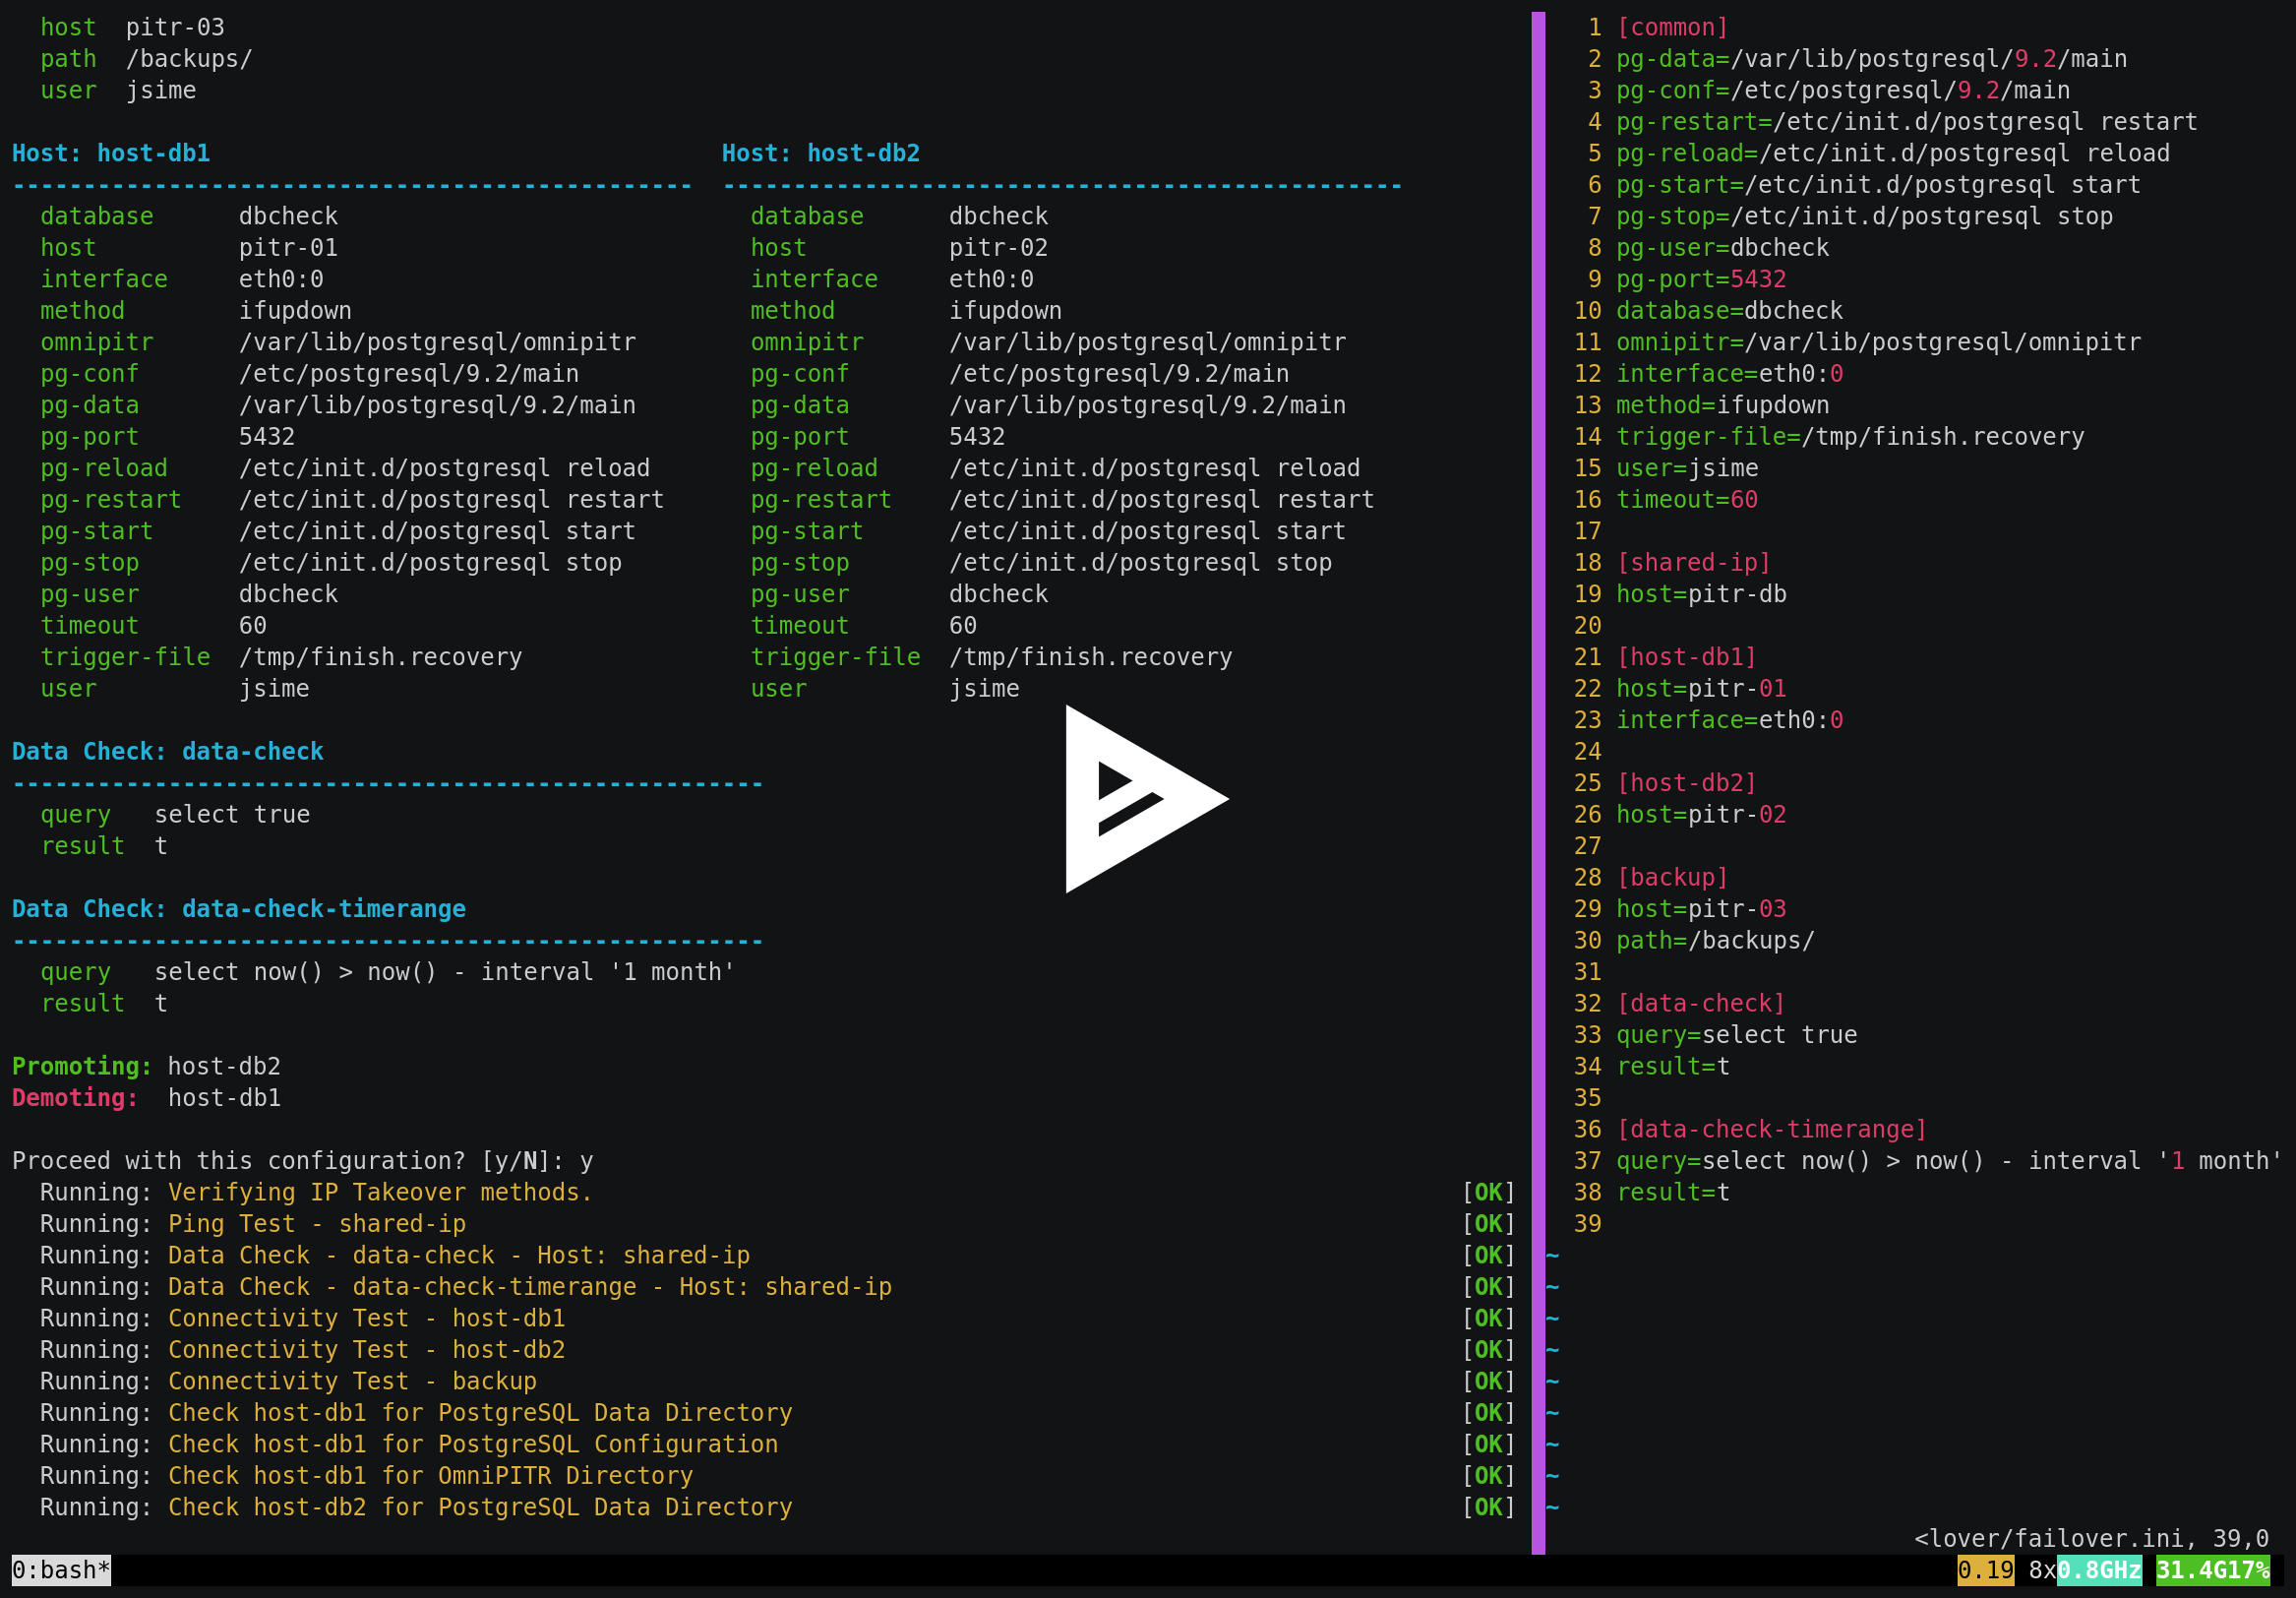 host  pitr-03
path  /backups/
user  jsime
Host: host-db1                                    Host: host-db2
------------------------------------------------  ------------------------------------------------
database      dbcheck                             database      dbcheck
host          pitr-01                             host          pitr-02
interface     eth0:0                              interface     eth0:0
method        ifupdown                            method        ifupdown
omnipitr      /var/lib/postgresql/omnipitr        omnipitr      /var/lib/postgresql/omnipitr
pg-conf       /etc/postgresql/9.2/main            pg-conf       /etc/postgresql/9.2/main
pg-data       /var/lib/postgresql/9.2/main        pg-data       /var/lib/postgresql/9.2/main
pg-port       5432                                pg-port       5432
pg-reload     /etc/init.d/postgresql reload       pg-reload     /etc/init.d/postgresql reload
pg-restart    /etc/init.d/postgresql restart      pg-restart    /etc/init.d/postgresql restart
pg-start      /etc/init.d/postgresql start        pg-start      /etc/init.d/postgresql start
pg-stop       /etc/init.d/postgresql stop         pg-stop       /etc/init.d/postgresql stop
pg-user       dbcheck                             pg-user       dbcheck
timeout       60                                  timeout       60
trigger-file  /tmp/finish.recovery                trigger-file  /tmp/finish.recovery
user          jsime                               user          jsime
Data Check: data-check
-----------------------------------------------------
query   select true
result  t
Data Check: data-check-timerange
-----------------------------------------------------
query   select now() > now() - interval '1 month'
result  t
Promoting: host-db2
Demoting:  host-db1
Proceed with this configuration? [y/N]: y
Running: Verifying IP Takeover methods. [OK]
Running: Ping Test - shared-ip [OK]
Running: Data Check - data-check - Host: shared-ip [OK]
Running: Data Check - data-check-timerange - Host: shared-ip [OK]
Running: Connectivity Test - host-db1 [OK]
Running: Connectivity Test - host-db2 [OK]
Running: Connectivity Test - backup [OK]
Running: Check host-db1 for PostgreSQL Data Directory [OK]
Running: Check host-db1 for PostgreSQL Configuration [OK]
Running: Check host-db1 for OmniPITR Directory [OK]
Running: Check host-db2 for PostgreSQL Data Directory [OK]
1 [common]
2 pg-data=/var/lib/postgresql/9.2/main
3 pg-conf=/etc/postgresql/9.2/main
4 pg-restart=/etc/init.d/postgresql restart
5 pg-reload=/etc/init.d/postgresql reload
6 pg-start=/etc/init.d/postgresql start
7 pg-stop=/etc/init.d/postgresql stop
8 pg-user=dbcheck
9 pg-port=5432
10 database=dbcheck
11 omnipitr=/var/lib/postgresql/omnipitr
12 interface=eth0:0
13 method=ifupdown
14 trigger-file=/tmp/finish.recovery
15 user=jsime
16 timeout=60
17
18 [shared-ip]
19 host=pitr-db
20
21 [host-db1]
22 host=pitr-01
23 interface=eth0:0
24
25 [host-db2]
26 host=pitr-02
27
28 [backup]
29 host=pitr-03
30 path=/backups/
31
32 [data-check]
33 query=select true
34 result=t
35
36 [data-check-timerange]
37 query=select now() > now() - interval '1 month'
38 result=t
39
~
~
~
~
~
~
~
~
~
<lover/failover.ini, 39,0
0:bash* 0.19 8x0.8GHz 31.4G17%